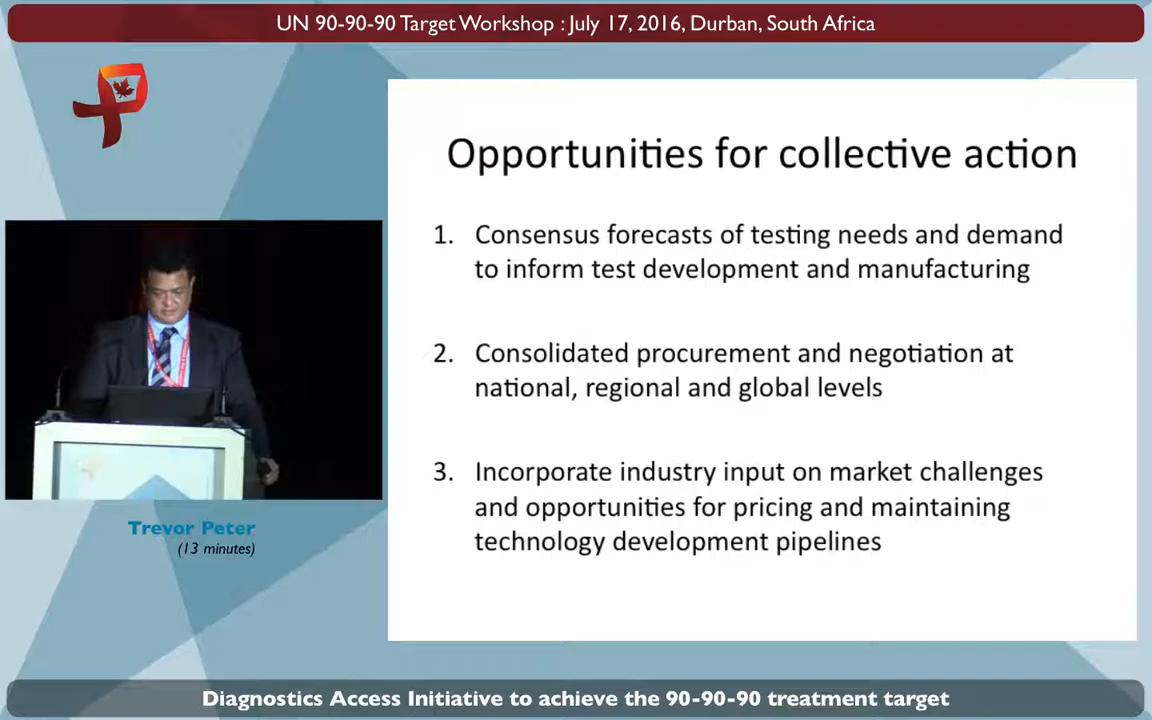 UN 90-90-90 Target Workshop : July 17, 2016, Durban, South Africa
Opportunities for collective action
1. Consensus forecasts of testing needs and demand
to inform test development and manufacturing
2. Consolidated procurement and negotiation at
national, regional and global levels
3. Incorporate industry input on market challenges
and opportunities for pricing and maintaining
technology development pipelines
Trevor Peter
(13 minutes)
Diagnostics Access Initiative to achieve the 90-90-90 treatment target